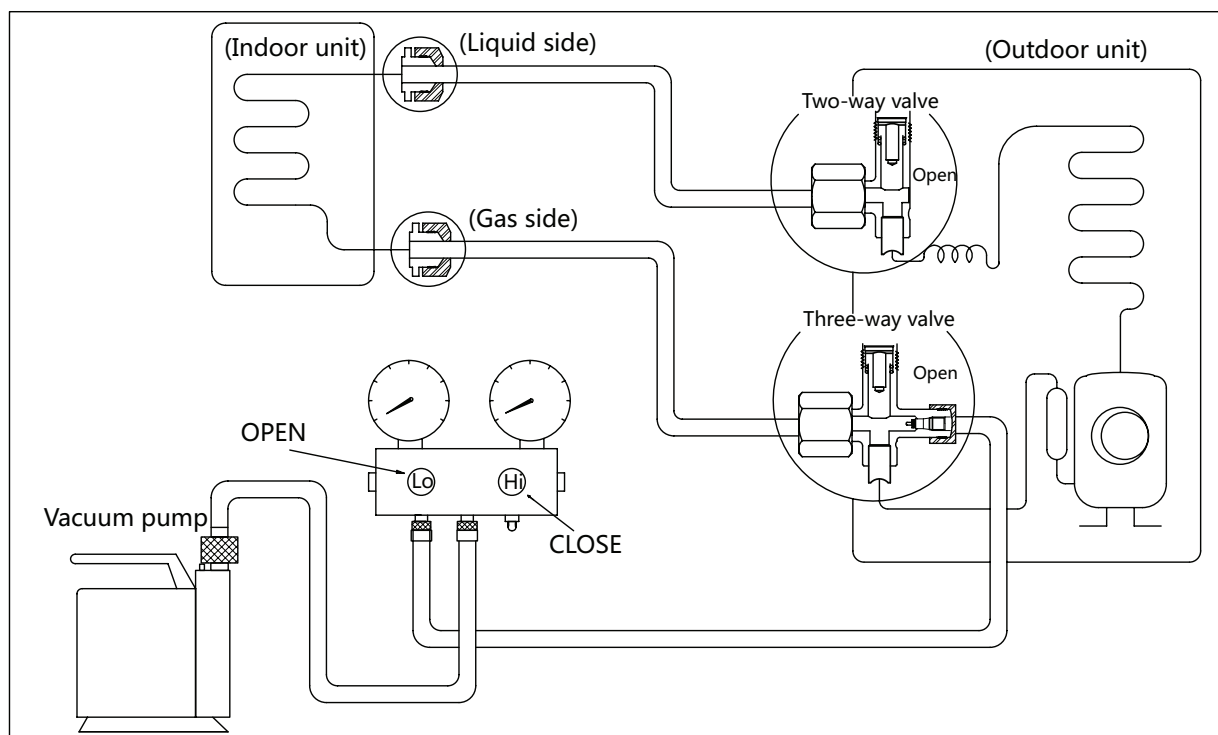 (Indoor unit)
(Liquid side)
(Outdoor unit)
Two-way valve
Open
(Gas side)
Three-way valve
Open
OPEN
Lo
Hi
CLOSE
Vacuum pump